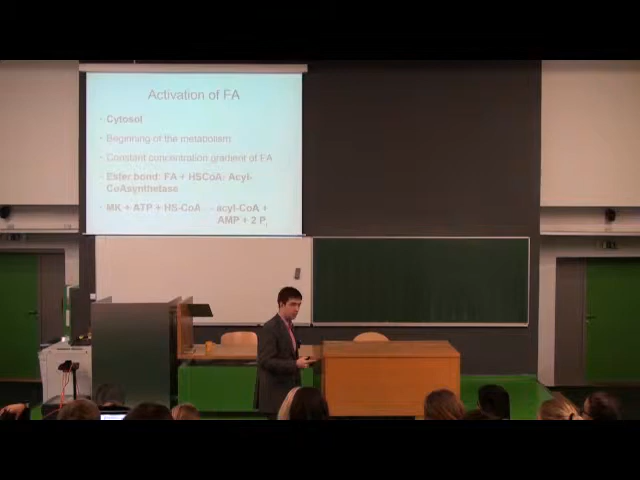 Activation of FA
• Cytosol
• Beginning of the metabolism
• Constant concentration gradient of FA
• Ester bond: FA + HSCoA: Acyl-
CoAsynthetase
• MK + ATP + HS-CoA → acyl-CoA +
AMP + 2 Pi